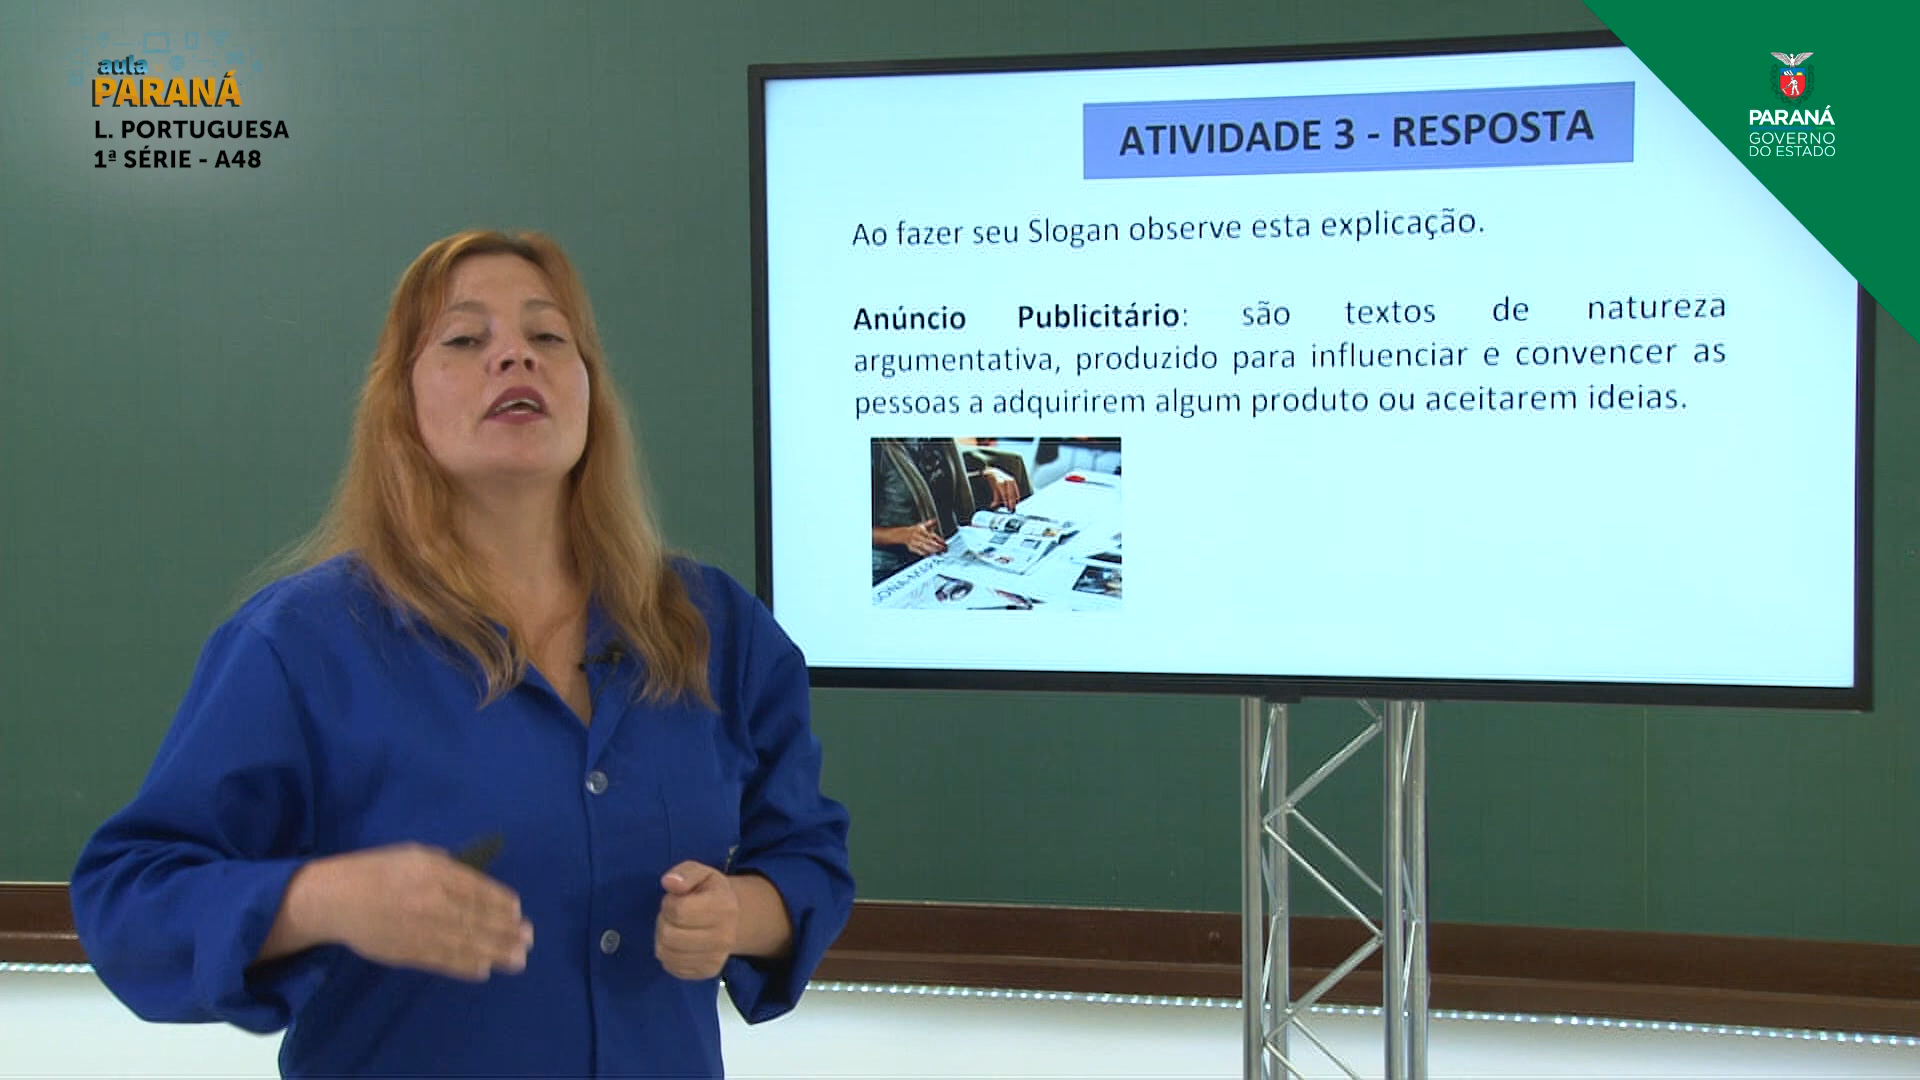 aula
PARANÁ
L. PORTUGUESA
1ª SÉRIE - A48
PARANÁ
GOVERNO
DO ESTADO
ATIVIDADE 3 - RESPOSTA
Ao fazer seu Slogan observe esta explicação.
Anúncio Publicitário: são textos de natureza
argumentativa, produzido para influenciar e convencer as
pessoas a adquirirem algum produto ou aceitarem ideias.